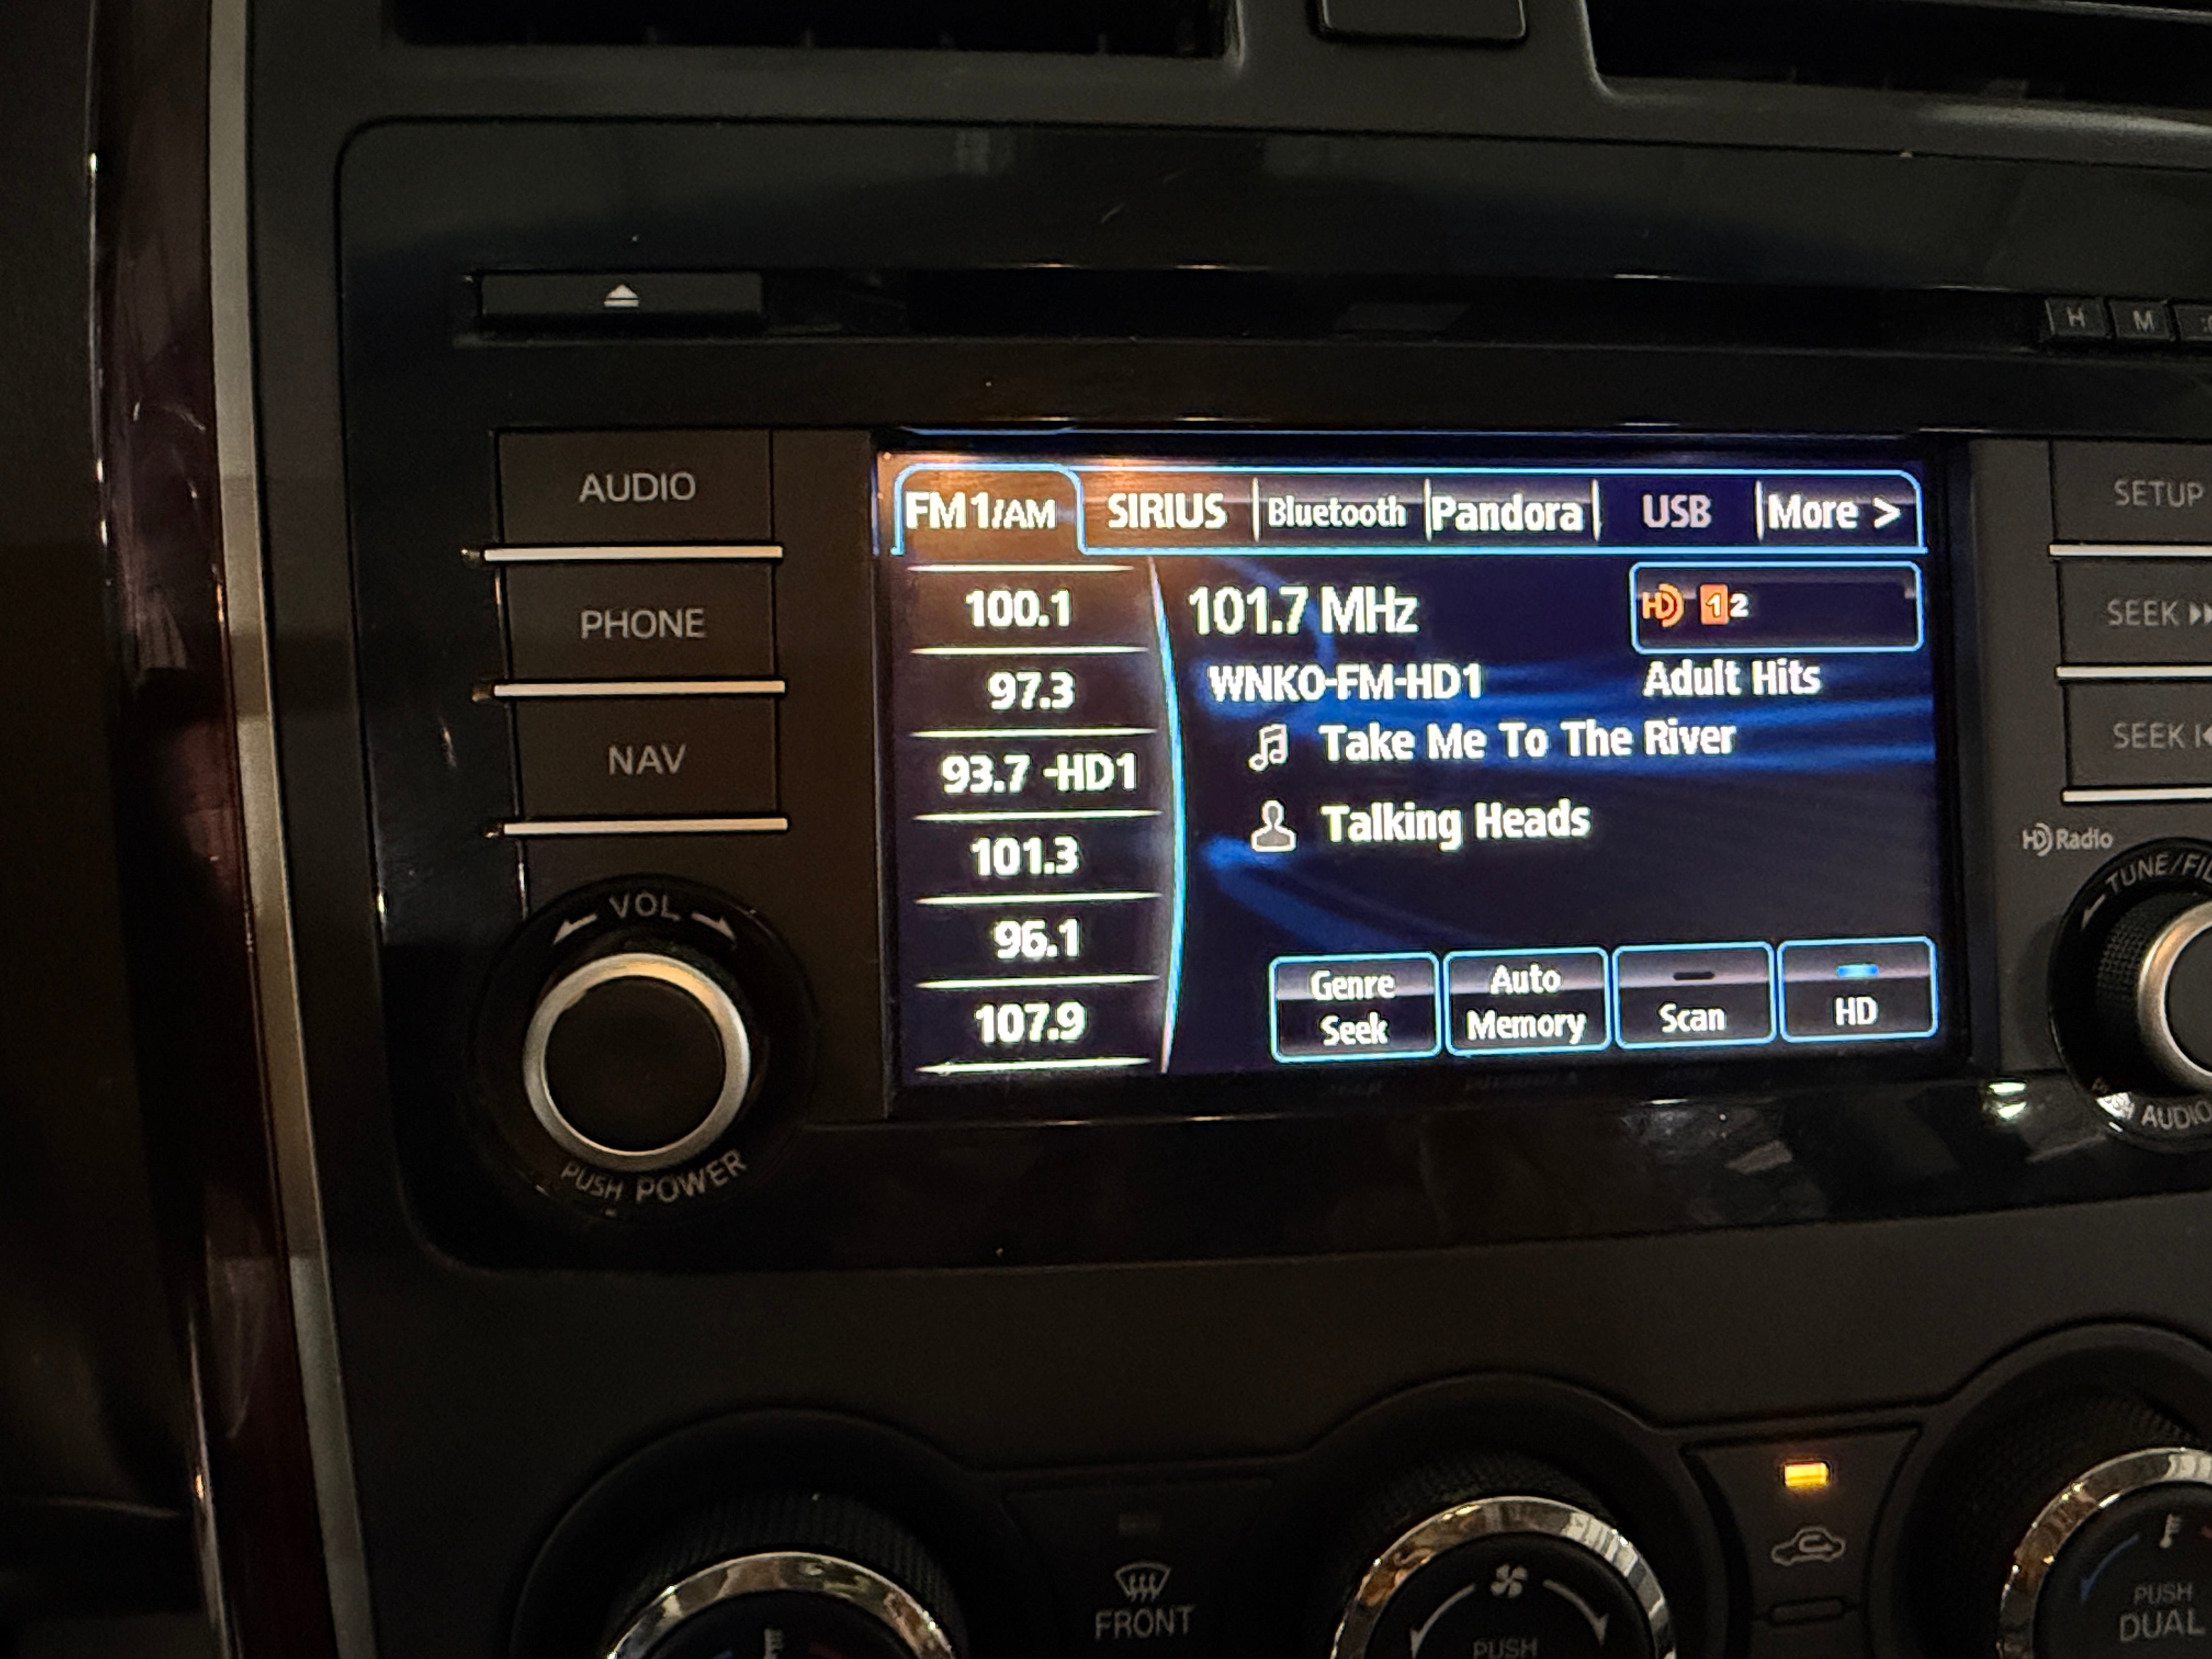 H M
AUDIO
PHONE
NAV
VOL
PUSH POWER
FM1/AM SIRIUS Bluetooth Pandora USB More >
100.1
97.3
93.7 -HD1
101.3
96.1
107.9
101.7 MHz
HD 1 2
WNKO-FM-HD1 Adult Hits
Take Me To The River
Talking Heads
Genre Seek
Auto Memory
Scan
HD
SETUP
SEEK
SEEK
HD Radio
TUNE/FIL
AUDIO
FRONT
PUSH
PUSH
DUAL